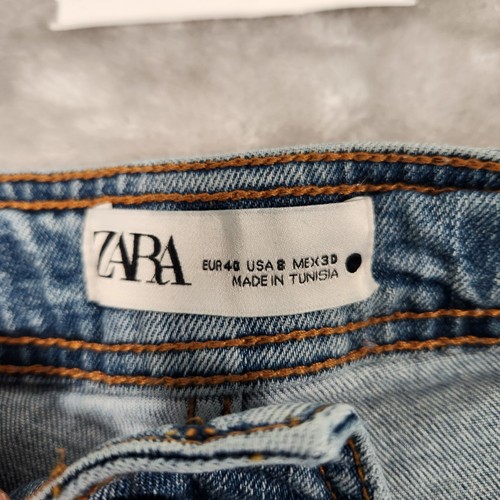 ZARA
EUR 40 USA 8 MEX 30
MADE IN TUNISIA